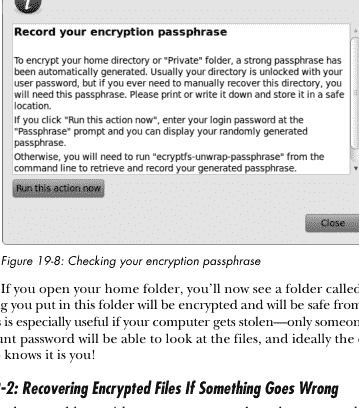 Record your encryption passphrase
To encrypt your home directory or "Private" folder, a strong passphrase has
been automatically generated. Usually your directory is unlocked with your
user password, but if you ever need to manually recover this directory, you
will need this passphrase. Please print or write it down and store it in a safe
location.
If you click "Run this action now", enter your login password at the
"Passphrase" prompt and you can display your randomly generated
passphrase.
Otherwise, you will need to run "ecryptfs-unwrap-passphrase" from the
command line to retrieve and record your generated passphrase.
Run this action now
Close
Figure 19-8: Checking your encryption passphrase
If you open your home folder, you'll now see a folder called
g you put in this folder will be encrypted and will be safe from
s is especially useful if your computer gets stolen—only someon
unt password will be able to look at the files, and ideally the
knows it is you!
-2: Recovering Encrypted Files If Something Goes Wrong